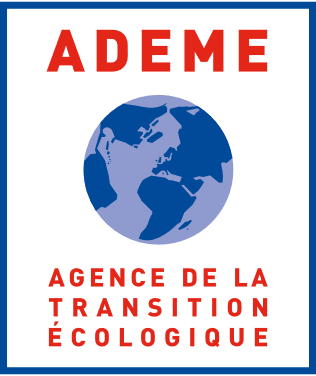 ADEME
AGENCE DE LA
TRANSITION
ÉCOLOGIQUE